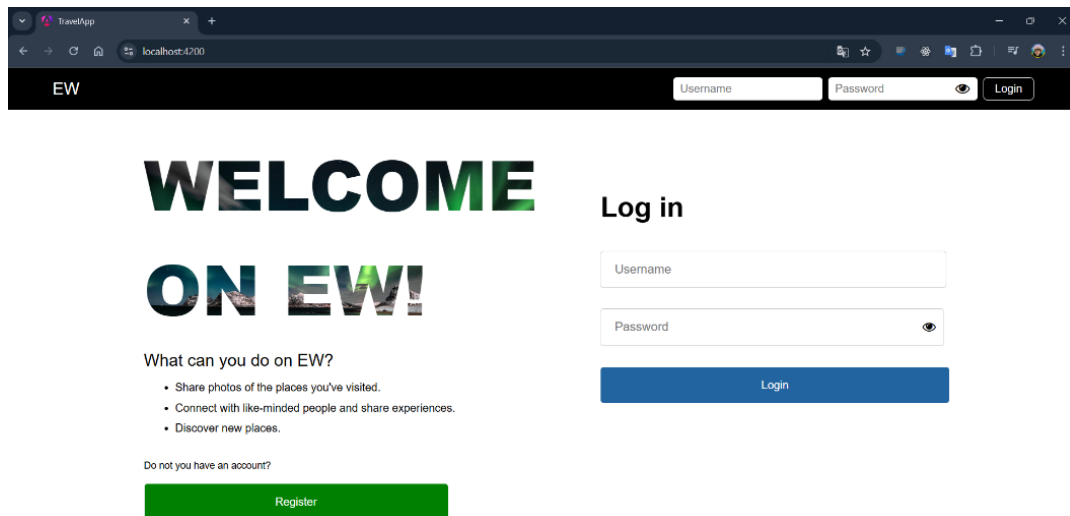 TravelApp
localhost:4200
EW
Username
Password
Login
WELCOME
ON EW!
What can you do on EW?
Share photos of the places you've visited.
Connect with like-minded people and share experiences.
Discover new places.
Do not you have an account?
Register
Log in
Username
Password
Login